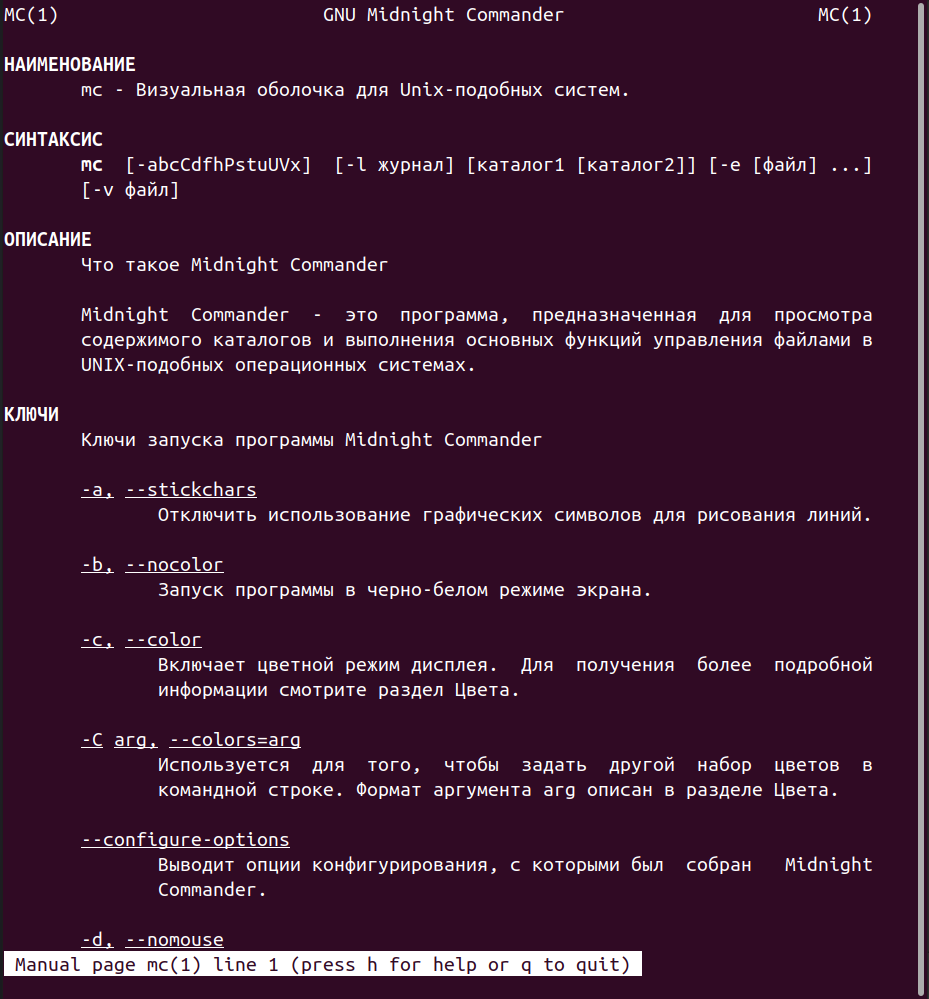 MC(1) GNU Midnight Commander MC(1)
НАИМЕНОВАНИЕ
mc - Визуальная оболочка для Unix-подобных систем.
СИНТАКСИС
mc [-abcCdfhPstuUVx] [-l журнал] [каталог1 [каталог2]] [-e [файл] ...]
[-v файл]
ОПИСАНИЕ
Что такое Midnight Commander
Midnight Commander - это программа, предназначенная для просмотра
содержимого каталогов и выполнения основных функций управления файлами в
UNIX-подобных операционных системах.
КЛЮЧИ
Ключи запуска программы Midnight Commander
-a, --stickchars
Отключить использование графических символов для рисования линий.
-b, --nocolor
Запуск программы в черно-белом режиме экрана.
-c, --color
Включает цветной режим дисплея. Для получения более подробной
информации смотрите раздел Цвета.
-C arg, --colors=arg
Используется для того, чтобы задать другой набор цветов в
командной строке. Формат аргумента arg описан в разделе Цвета.
--configure-options
Выводит опции конфигурирования, с которыми был собран Midnight
Commander.
-d, --nomouse
Manual page mc(1) line 1 (press h for help or q to quit)